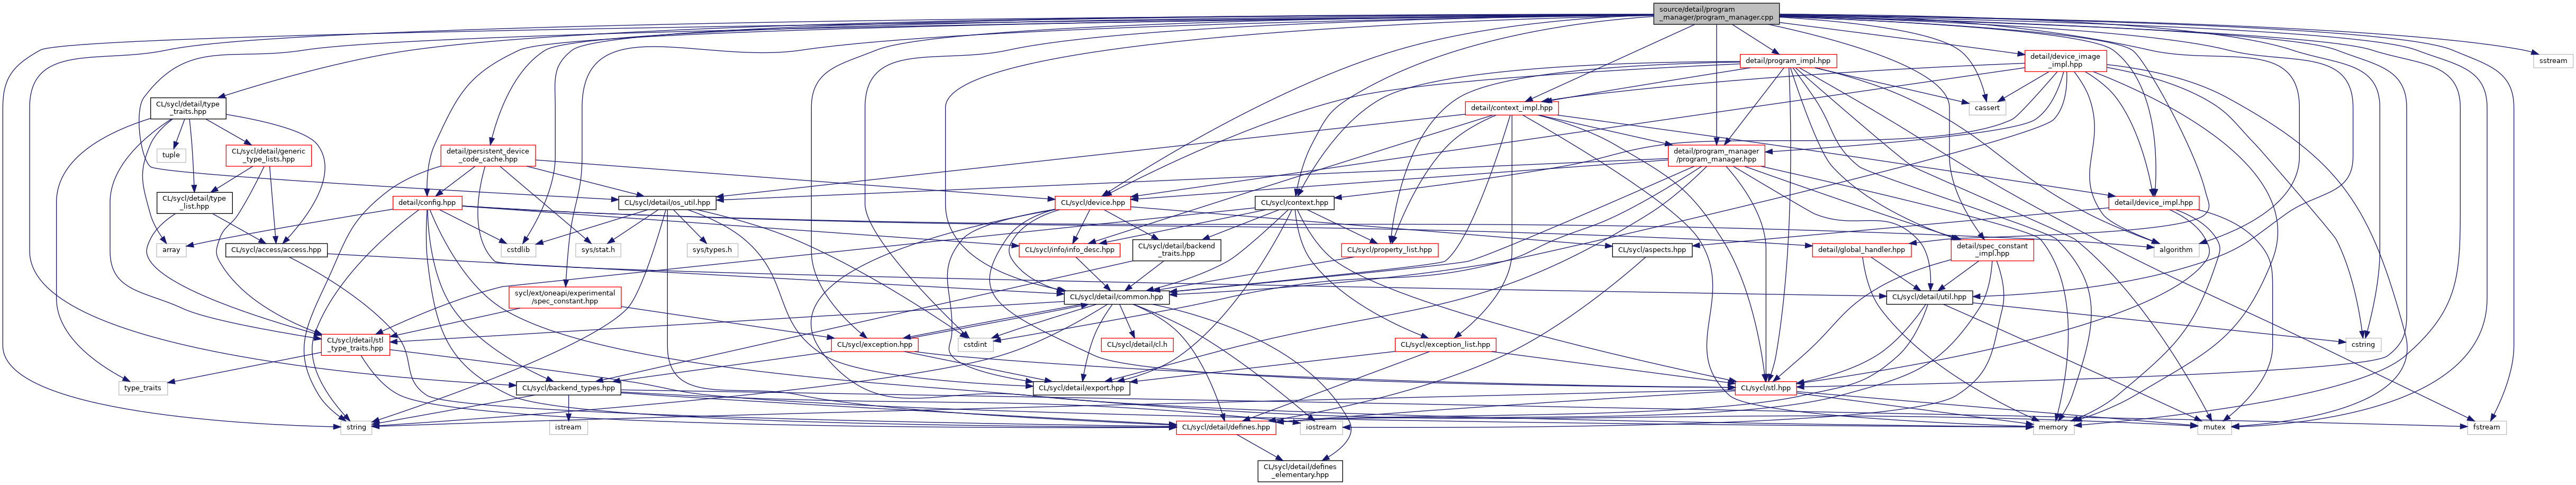 source/detail/program
_manager/program_manager.cpp
detail/program_impl.hpp
detail/device_image
_impl.hpp
sstream
CL/sycl/detail/type
_traits.hpp
detail/context_impl.hpp
cassert
tuple
CL/sycl/detail/generic
_type_lists.hpp
detail/persistent_device
_code_cache.hpp
detail/program_manager
/program_manager.hpp
CL/sycl/detail/type
_list.hpp
detail/config.hpp
CL/sycl/detail/os_util.hpp
CL/sycl/device.hpp
CL/sycl/context.hpp
detail/device_impl.hpp
array
CL/sycl/access/access.hpp
cstdlib
sys/stat.h
sys/types.h
CL/sycl/info/info_desc.hpp
CL/sycl/detail/backend
_traits.hpp
CL/sycl/property_list.hpp
CL/sycl/aspects.hpp
detail/global_handler.hpp
detail/spec_constant
_impl.hpp
algorithm
sycl/ext/oneapi/experimental
/spec_constant.hpp
CL/sycl/detail/common.hpp
CL/sycl/detail/util.hpp
CL/sycl/detail/stl
_type_traits.hpp
CL/sycl/exception.hpp
cstdint
CL/sycl/detail/cl.h
CL/sycl/exception_list.hpp
cstring
type_traits
CL/sycl/backend_types.hpp
CL/sycl/detail/export.hpp
CL/sycl/stl.hpp
string
istream
CL/sycl/detail/defines.hpp
iostream
memory
mutex
fstream
CL/sycl/detail/defines
_elementary.hpp